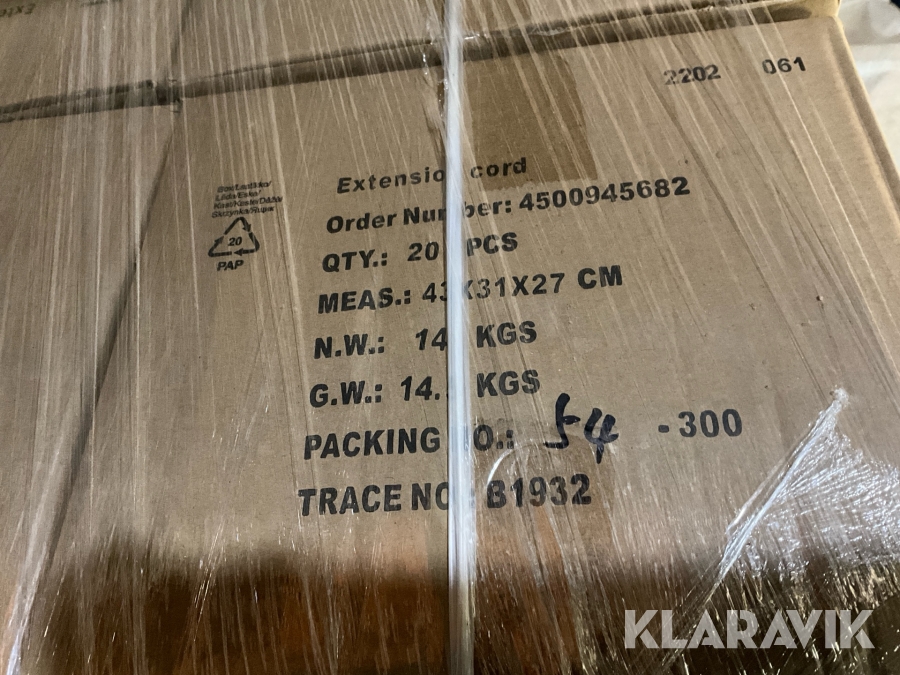 2202 061
Extension cord
Order Number: 4500945682
QTY.: 20 PCS
MEAS.: 43X31X27 CM
N.W.: 14 KGS
G.W.: 14. KGS
PACKING NO.: 54 -300
TRACE NO: B1932
20
PAP
KLARAVIK